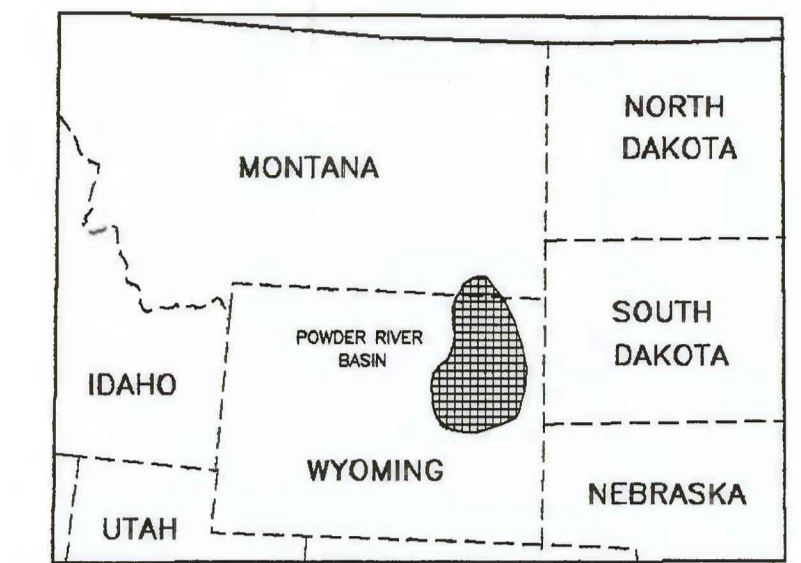 NORTH
DAKOTA
MONTANA
SOUTH
DAKOTA
POWDER RIVER
BASIN
IDAHO
WYOMING
NEBRASKA
UTAH